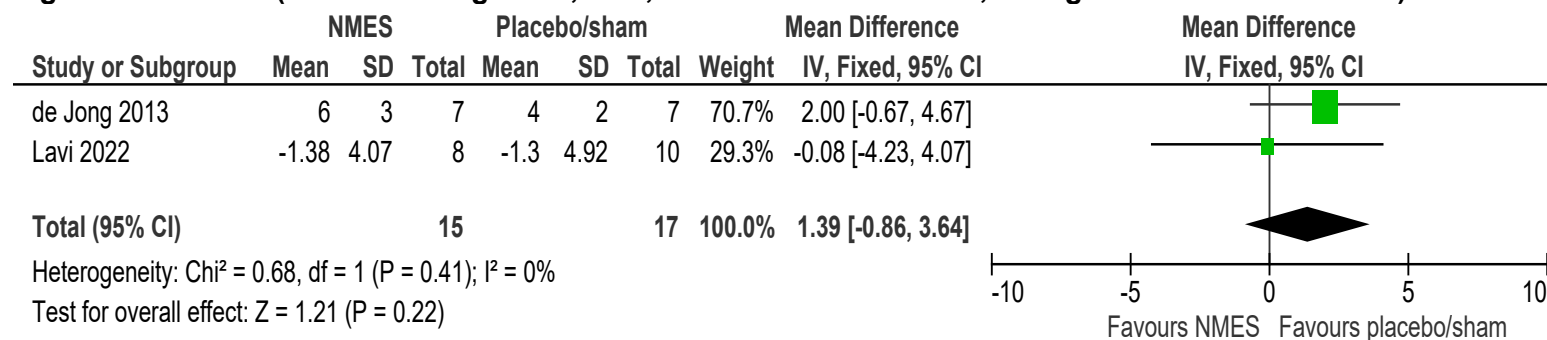 NMES Placebo/sham Mean Difference Mean Difference
Study or Subgroup Mean SD Total Mean SD Total Weight IV, Fixed, 95% CI IV, Fixed, 95% CI
de Jong 2013 6 3 7 4 2 7 70.7% 2.00 [-0.67, 4.67]
Lavi 2022 -1.38 4.07 8 -1.3 4.92 10 29.3% -0.08 [-4.23, 4.07]
Total (95% CI) 15 17 100.0% 1.39 [-0.86, 3.64]
Heterogeneity: Chi² = 0.68, df = 1 (P = 0.41); I² = 0%
Test for overall effect: Z = 1.21 (P = 0.22)
-10 -5 0 5 10
Favours NMES Favours placebo/sham